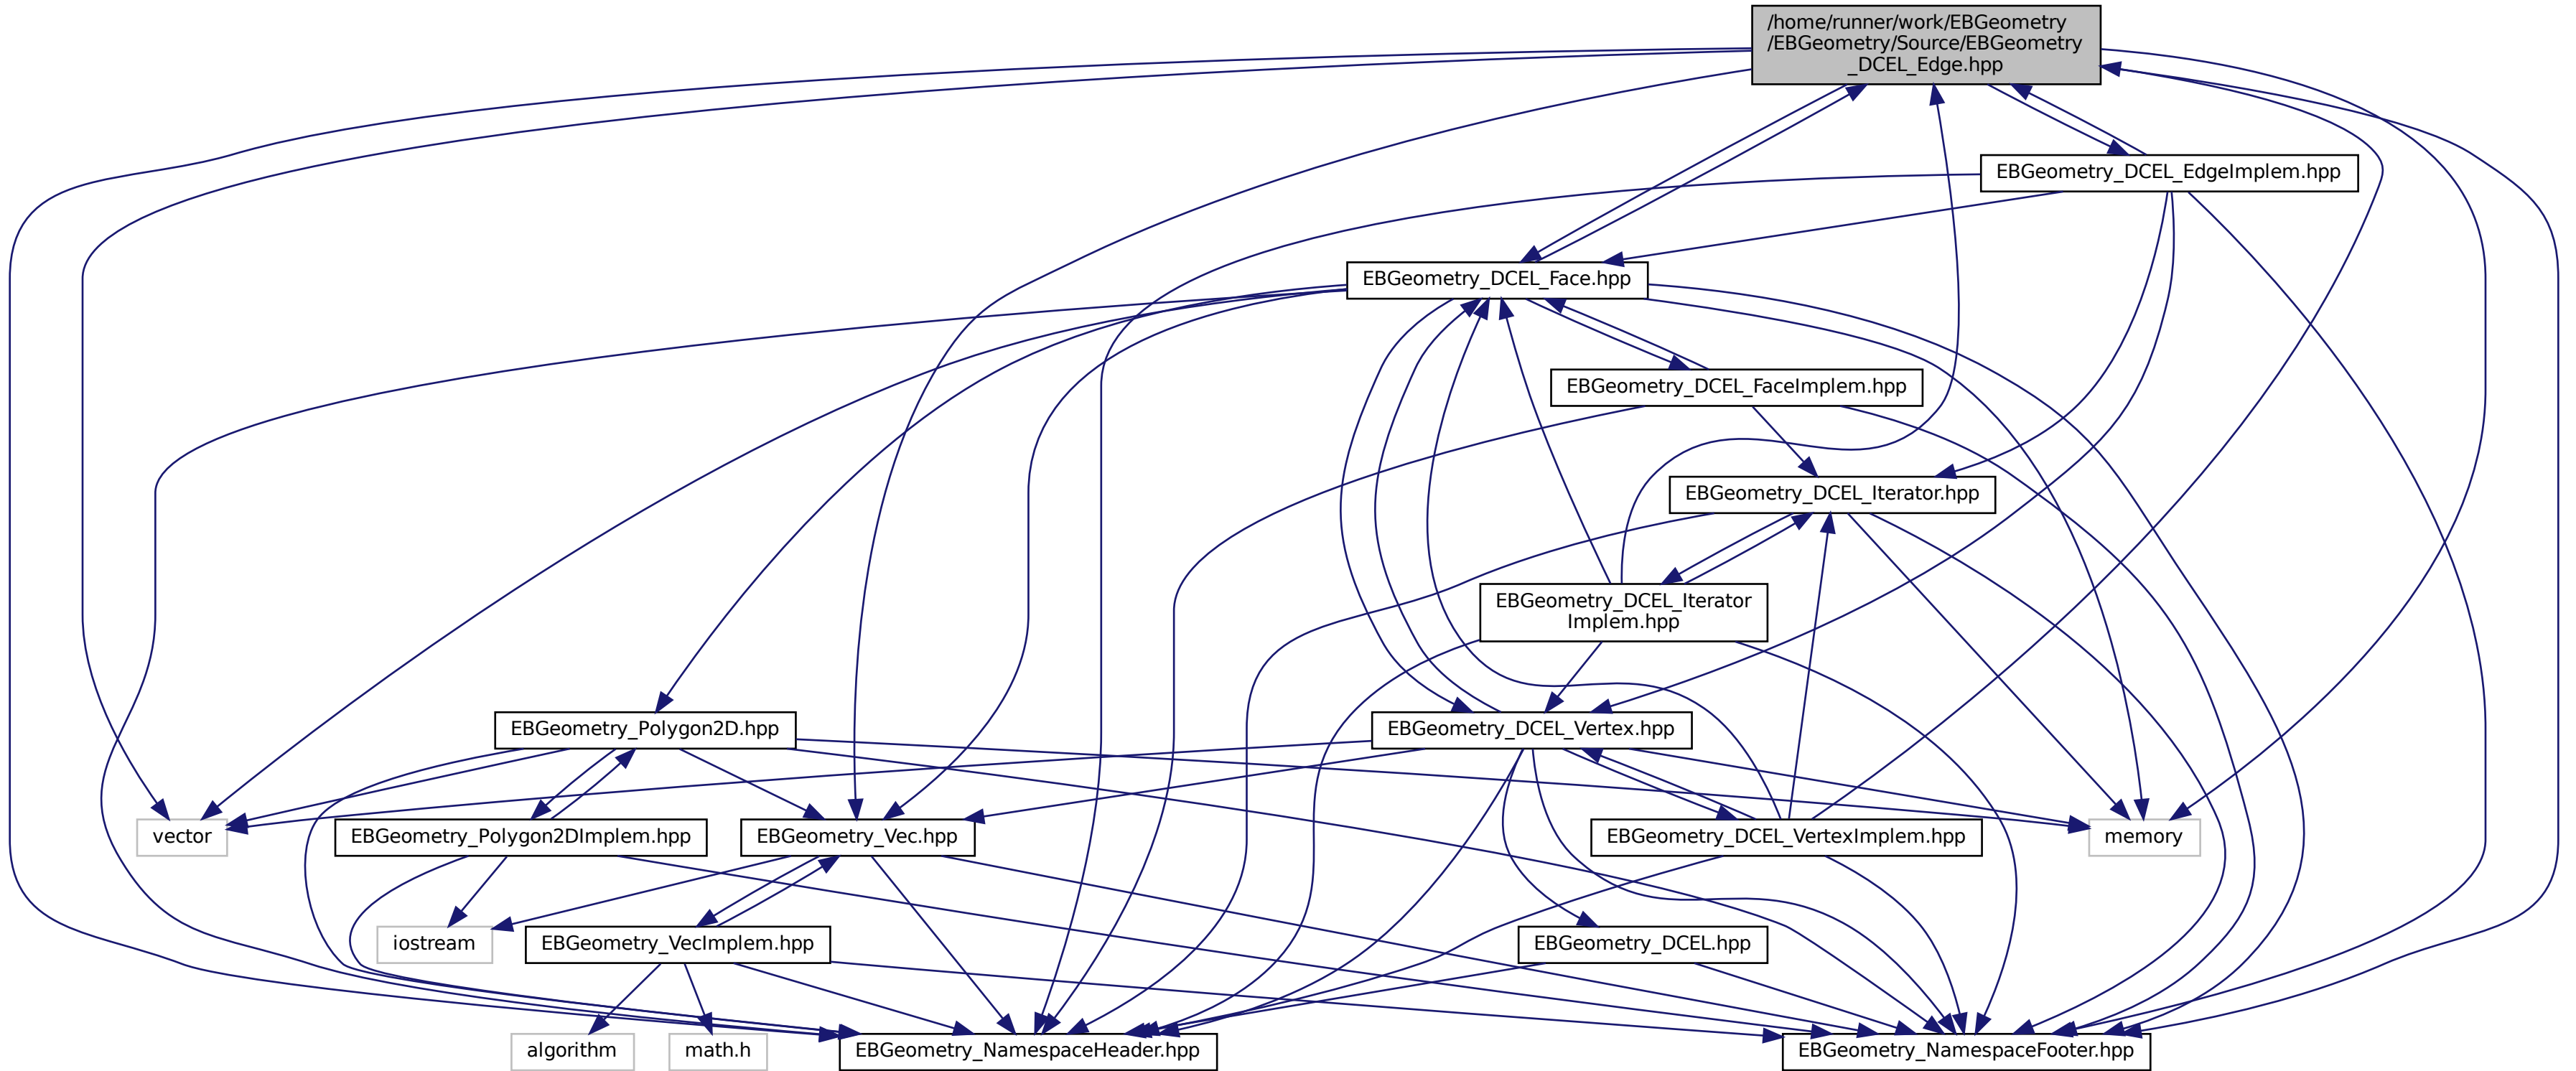 /home/runner/work/EBGeometry
/EBGeometry/Source/EBGeometry
_DCEL_Edge.hpp
EBGeometry_DCEL_EdgeImplem.hpp
EBGeometry_DCEL_Face.hpp
EBGeometry_DCEL_FaceImplem.hpp
EBGeometry_DCEL_Iterator.hpp
EBGeometry_DCEL_Iterator
Implem.hpp
EBGeometry_Polygon2D.hpp
EBGeometry_DCEL_Vertex.hpp
vector
EBGeometry_Polygon2DImplem.hpp
EBGeometry_Vec.hpp
EBGeometry_DCEL_VertexImplem.hpp
memory
iostream
EBGeometry_VecImplem.hpp
EBGeometry_DCEL.hpp
algorithm
math.h
EBGeometry_NamespaceHeader.hpp
EBGeometry_NamespaceFooter.hpp